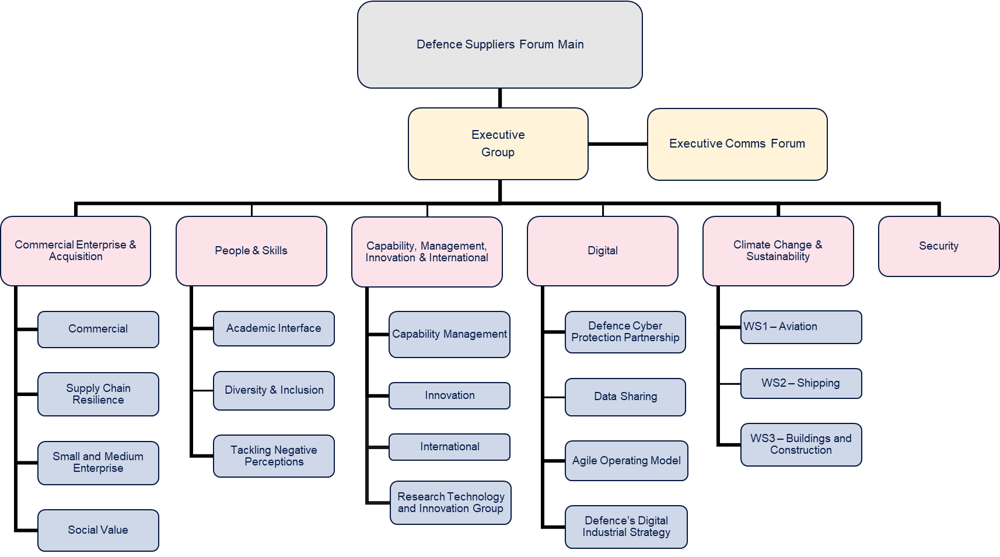 Defence Suppliers Forum Main
Executive
Group
Executive Comms Forum
Commercial Enterprise &
Acquisition
People & Skills
Capability, Management,
Innovation & International
Digital
Climate Change &
Sustainability
Security
Commercial
Supply Chain
Resilience
Small and Medium
Enterprise
Social Value
Academic Interface
Diversity & Inclusion
Tackling Negative
Perceptions
Capability Management
Innovation
International
Research Technology
and Innovation Group
Defence Cyber
Protection Partnership
Data Sharing
Agile Operating Model
Defence’s Digital
Industrial Strategy
WS1 – Aviation
WS2 – Shipping
WS3 – Buildings and
Construction